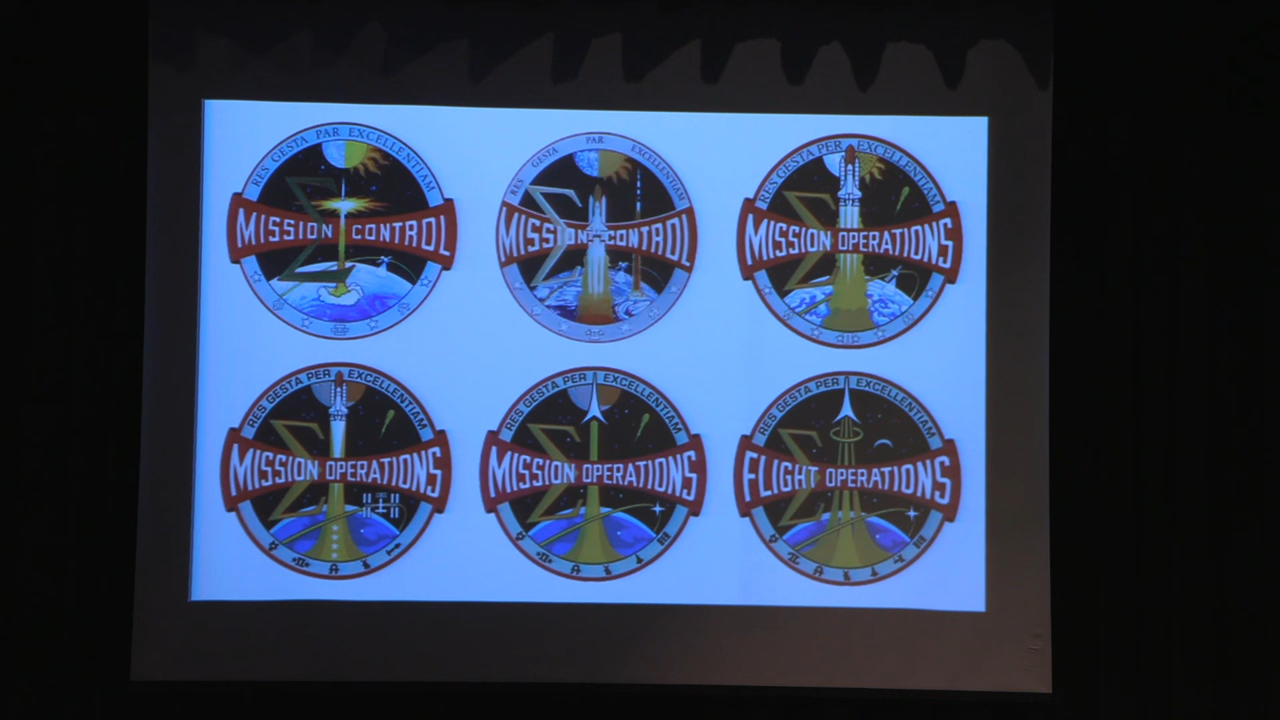 RES GESTA PAR EXCELLENTIAM
MISSION CONTROL
RES GESTA PAR EXCELLENTIAM
MISSION CONTROL
RES GESTA PER EXCELLENTIAM
MISSION OPERATIONS
RES GESTA PER EXCELLENTIAM
MISSION OPERATIONS
RES GESTA PER EXCELLENTIAM
MISSION OPERATIONS
RES GESTA PER EXCELLENTIAM
FLIGHT OPERATIONS